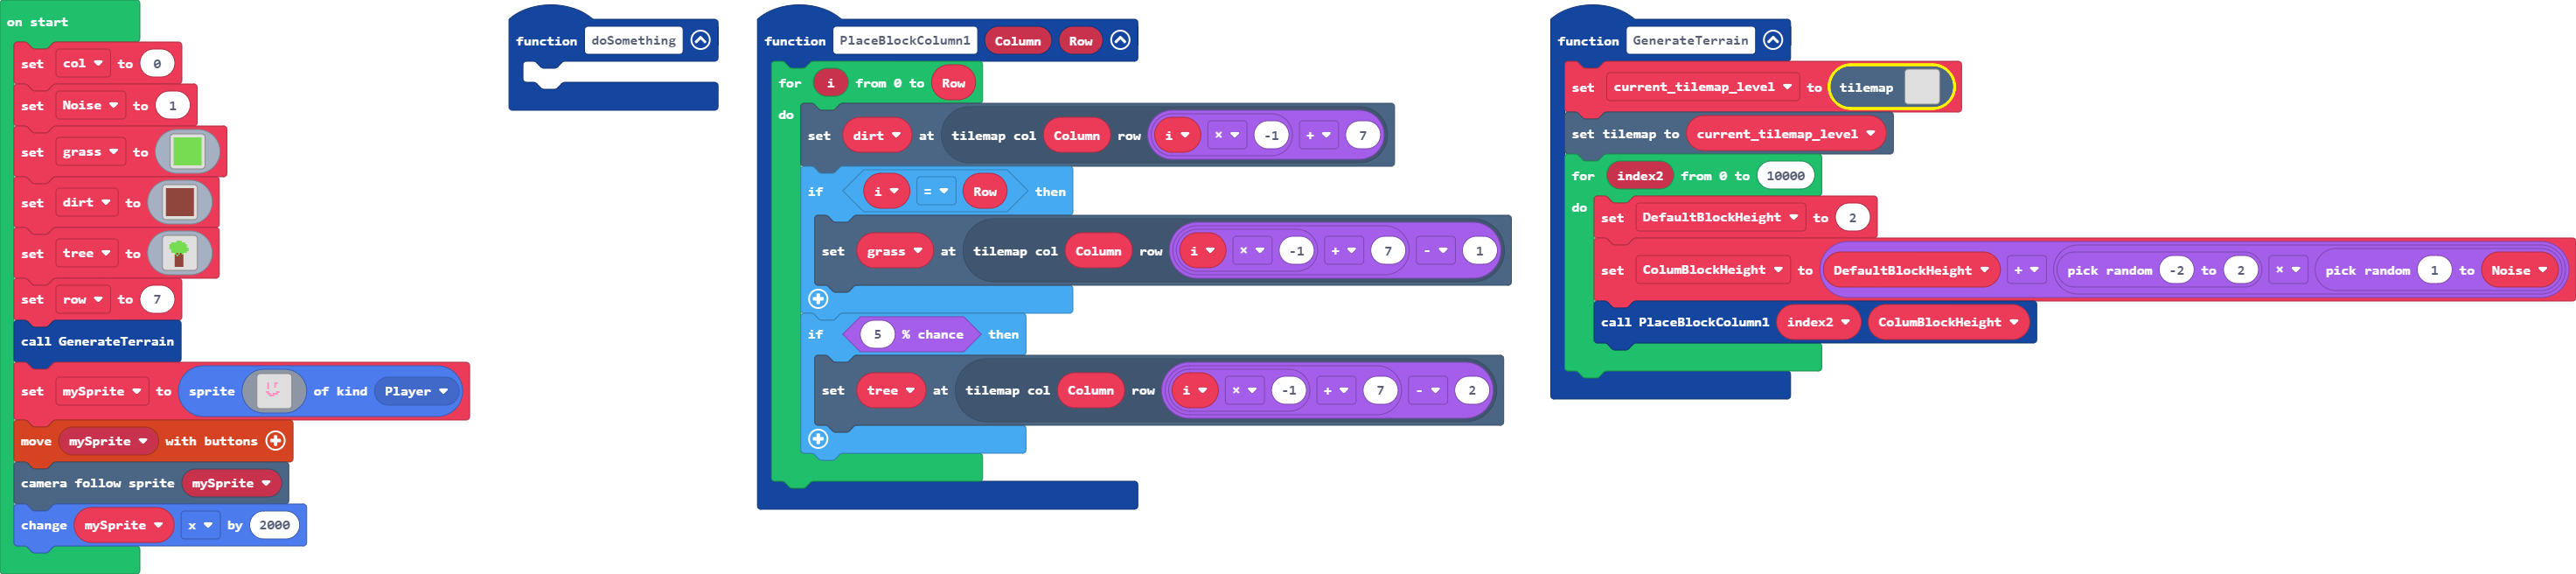 on start
set col to 0
set Noise to 1
set grass to
set dirt to
set tree to
set row to 7
call GenerateTerrain
set mySprite to sprite of kind Player
move mySprite with buttons
camera follow sprite mySprite
change mySprite x by 2000
function doSomething
function PlaceBlockColumn1 Column Row
for i from 0 to Row
do
set dirt at tilemap col Column row i × -1 + 7
if i = Row then
set grass at tilemap col Column row i × -1 + 7 - 1
if 5 % chance then
set tree at tilemap col Column row i × -1 + 7 - 2
function GenerateTerrain
set current_tilemap_level to tilemap
set tilemap to current_tilemap_level
for index2 from 0 to 10000
do
set DefaultBlockHeight to 2
set ColumBlockHeight to DefaultBlockHeight + pick random -2 to 2 × pick random 1 to Noise
call PlaceBlockColumn1 index2 ColumBlockHeight